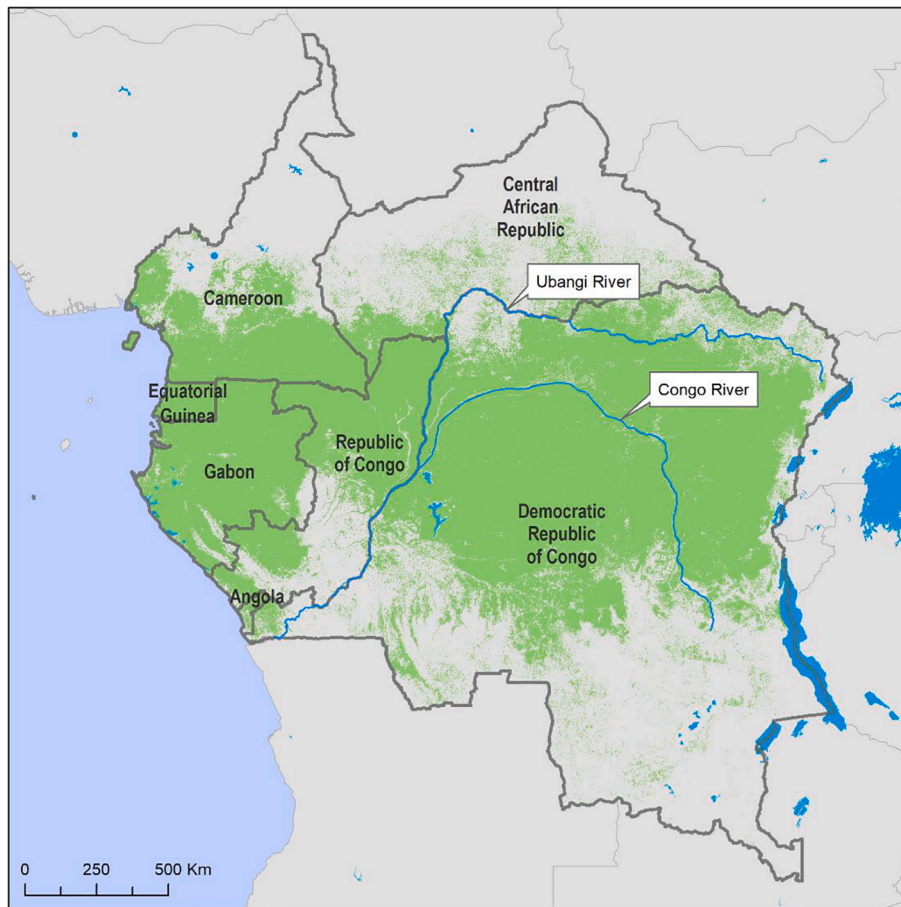 Central
African
Republic
Ubangi River
Cameroon
Equatorial
Guinea
Congo River
Republic
of Congo
Gabon
Democratic
Republic
of Congo
Angola
0 250 500 Km